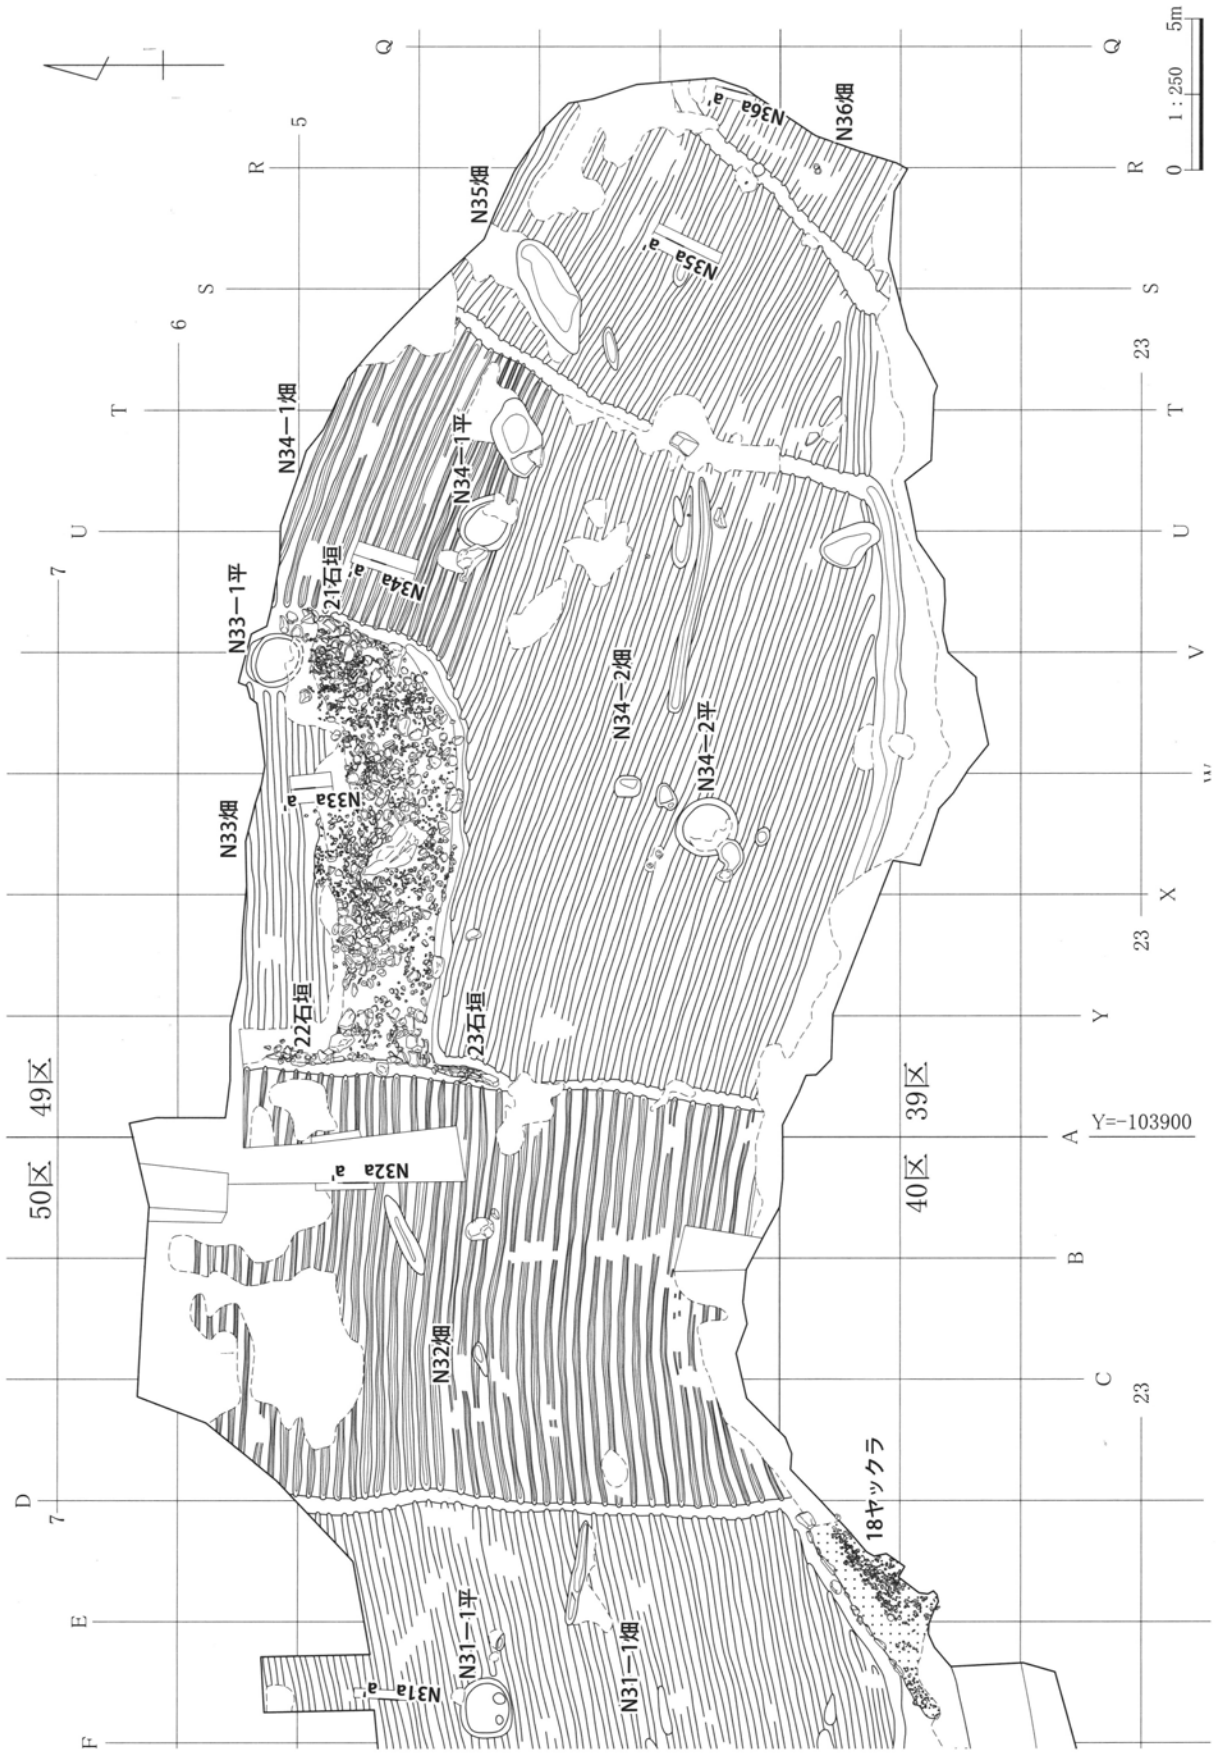 Q
Q
5m
1：250
0
N36a
a'
N36畑
5
R
R
N35畑
N35a
a'
S
S
6
23
T
T
N34－1畑
N34－1平
U
U
7
N33－1平
21石垣
N34a
a'
V
N34－2畑
N34－2平
W
N33畑
N33a
a'
X
23
22石垣
23石垣
Y
49区
39区
A
Y=-103900
50区
40区
N32a
a'
B
N32畑
C
23
D
7
18ヤックラ
E
N31－1平
N31－1畑
N31a
a'
F